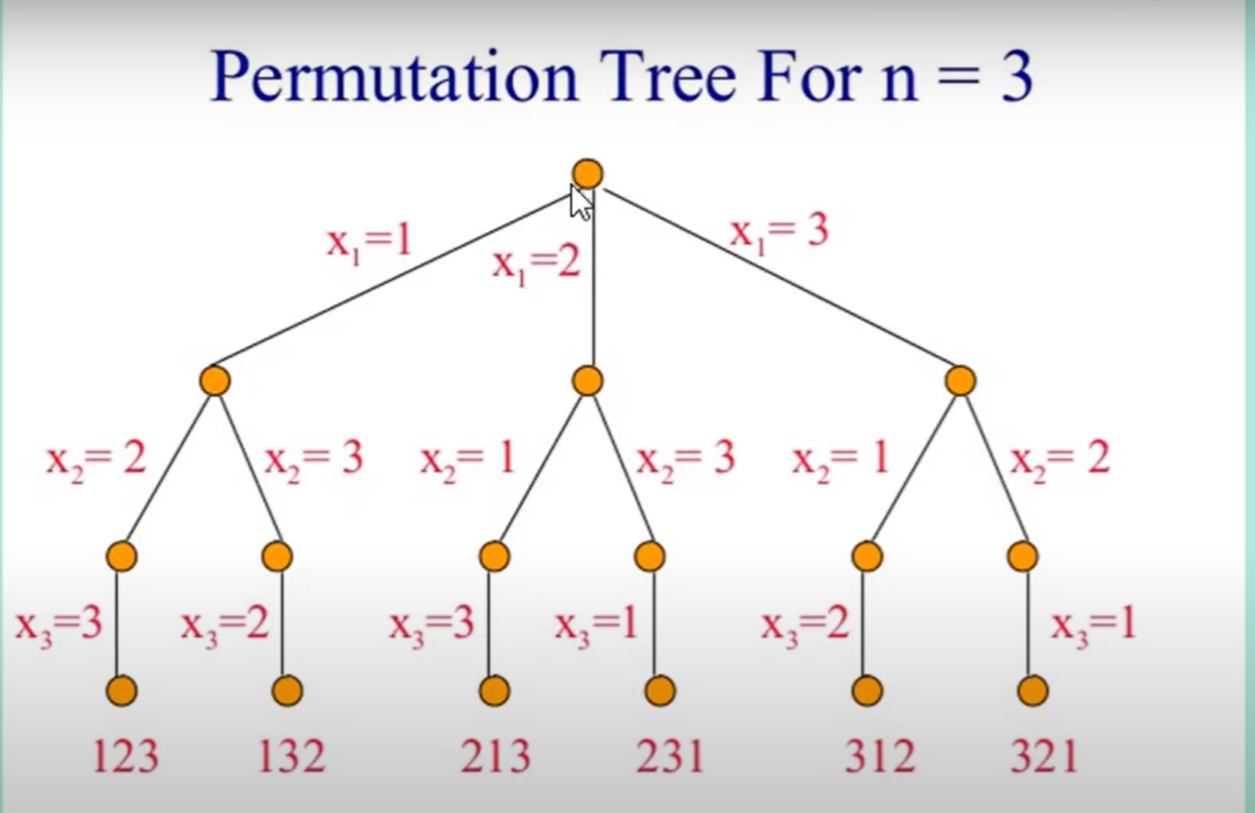 Permutation Tree For n = 3
x₁=1 x₁=2 x₁= 3
x₂= 2 x₂= 3 x₂= 1 x₂= 3 x₂= 1 x₂= 2
x₃=3 x₃=2 x₃=3 x₃=1 x₃=2 x₃=1
123 132 213 231 312 321